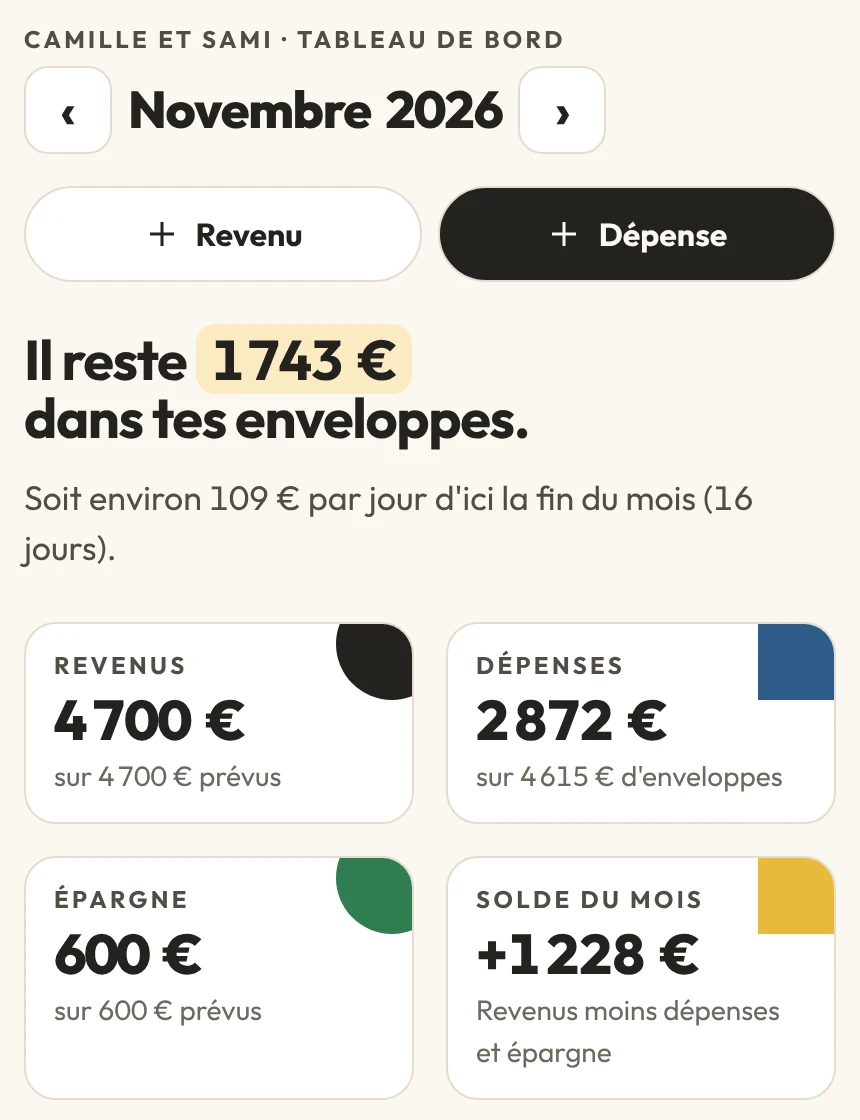 CAMILLE ET SAMI · TABLEAU DE BORD
‹ Novembre 2026 ›
+ Revenu
+ Dépense
Il reste 1 743 €
dans tes enveloppes.
Soit environ 109 € par jour d'ici la fin du mois (16
jours).
REVENUS
4 700 €
sur 4 700 € prévus
DÉPENSES
2 872 €
sur 4 615 € d'enveloppes
ÉPARGNE
600 €
sur 600 € prévus
SOLDE DU MOIS
+1 228 €
Revenus moins dépenses
et épargne